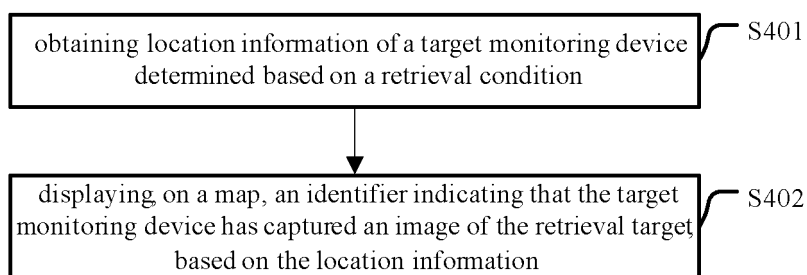 obtaining location information of a target monitoring device
determined based on a retrieval condition
S401
displaying, on a map, an identifier indicating that the target
monitoring device has captured an image of the retrieval target,
based on the location information
S402